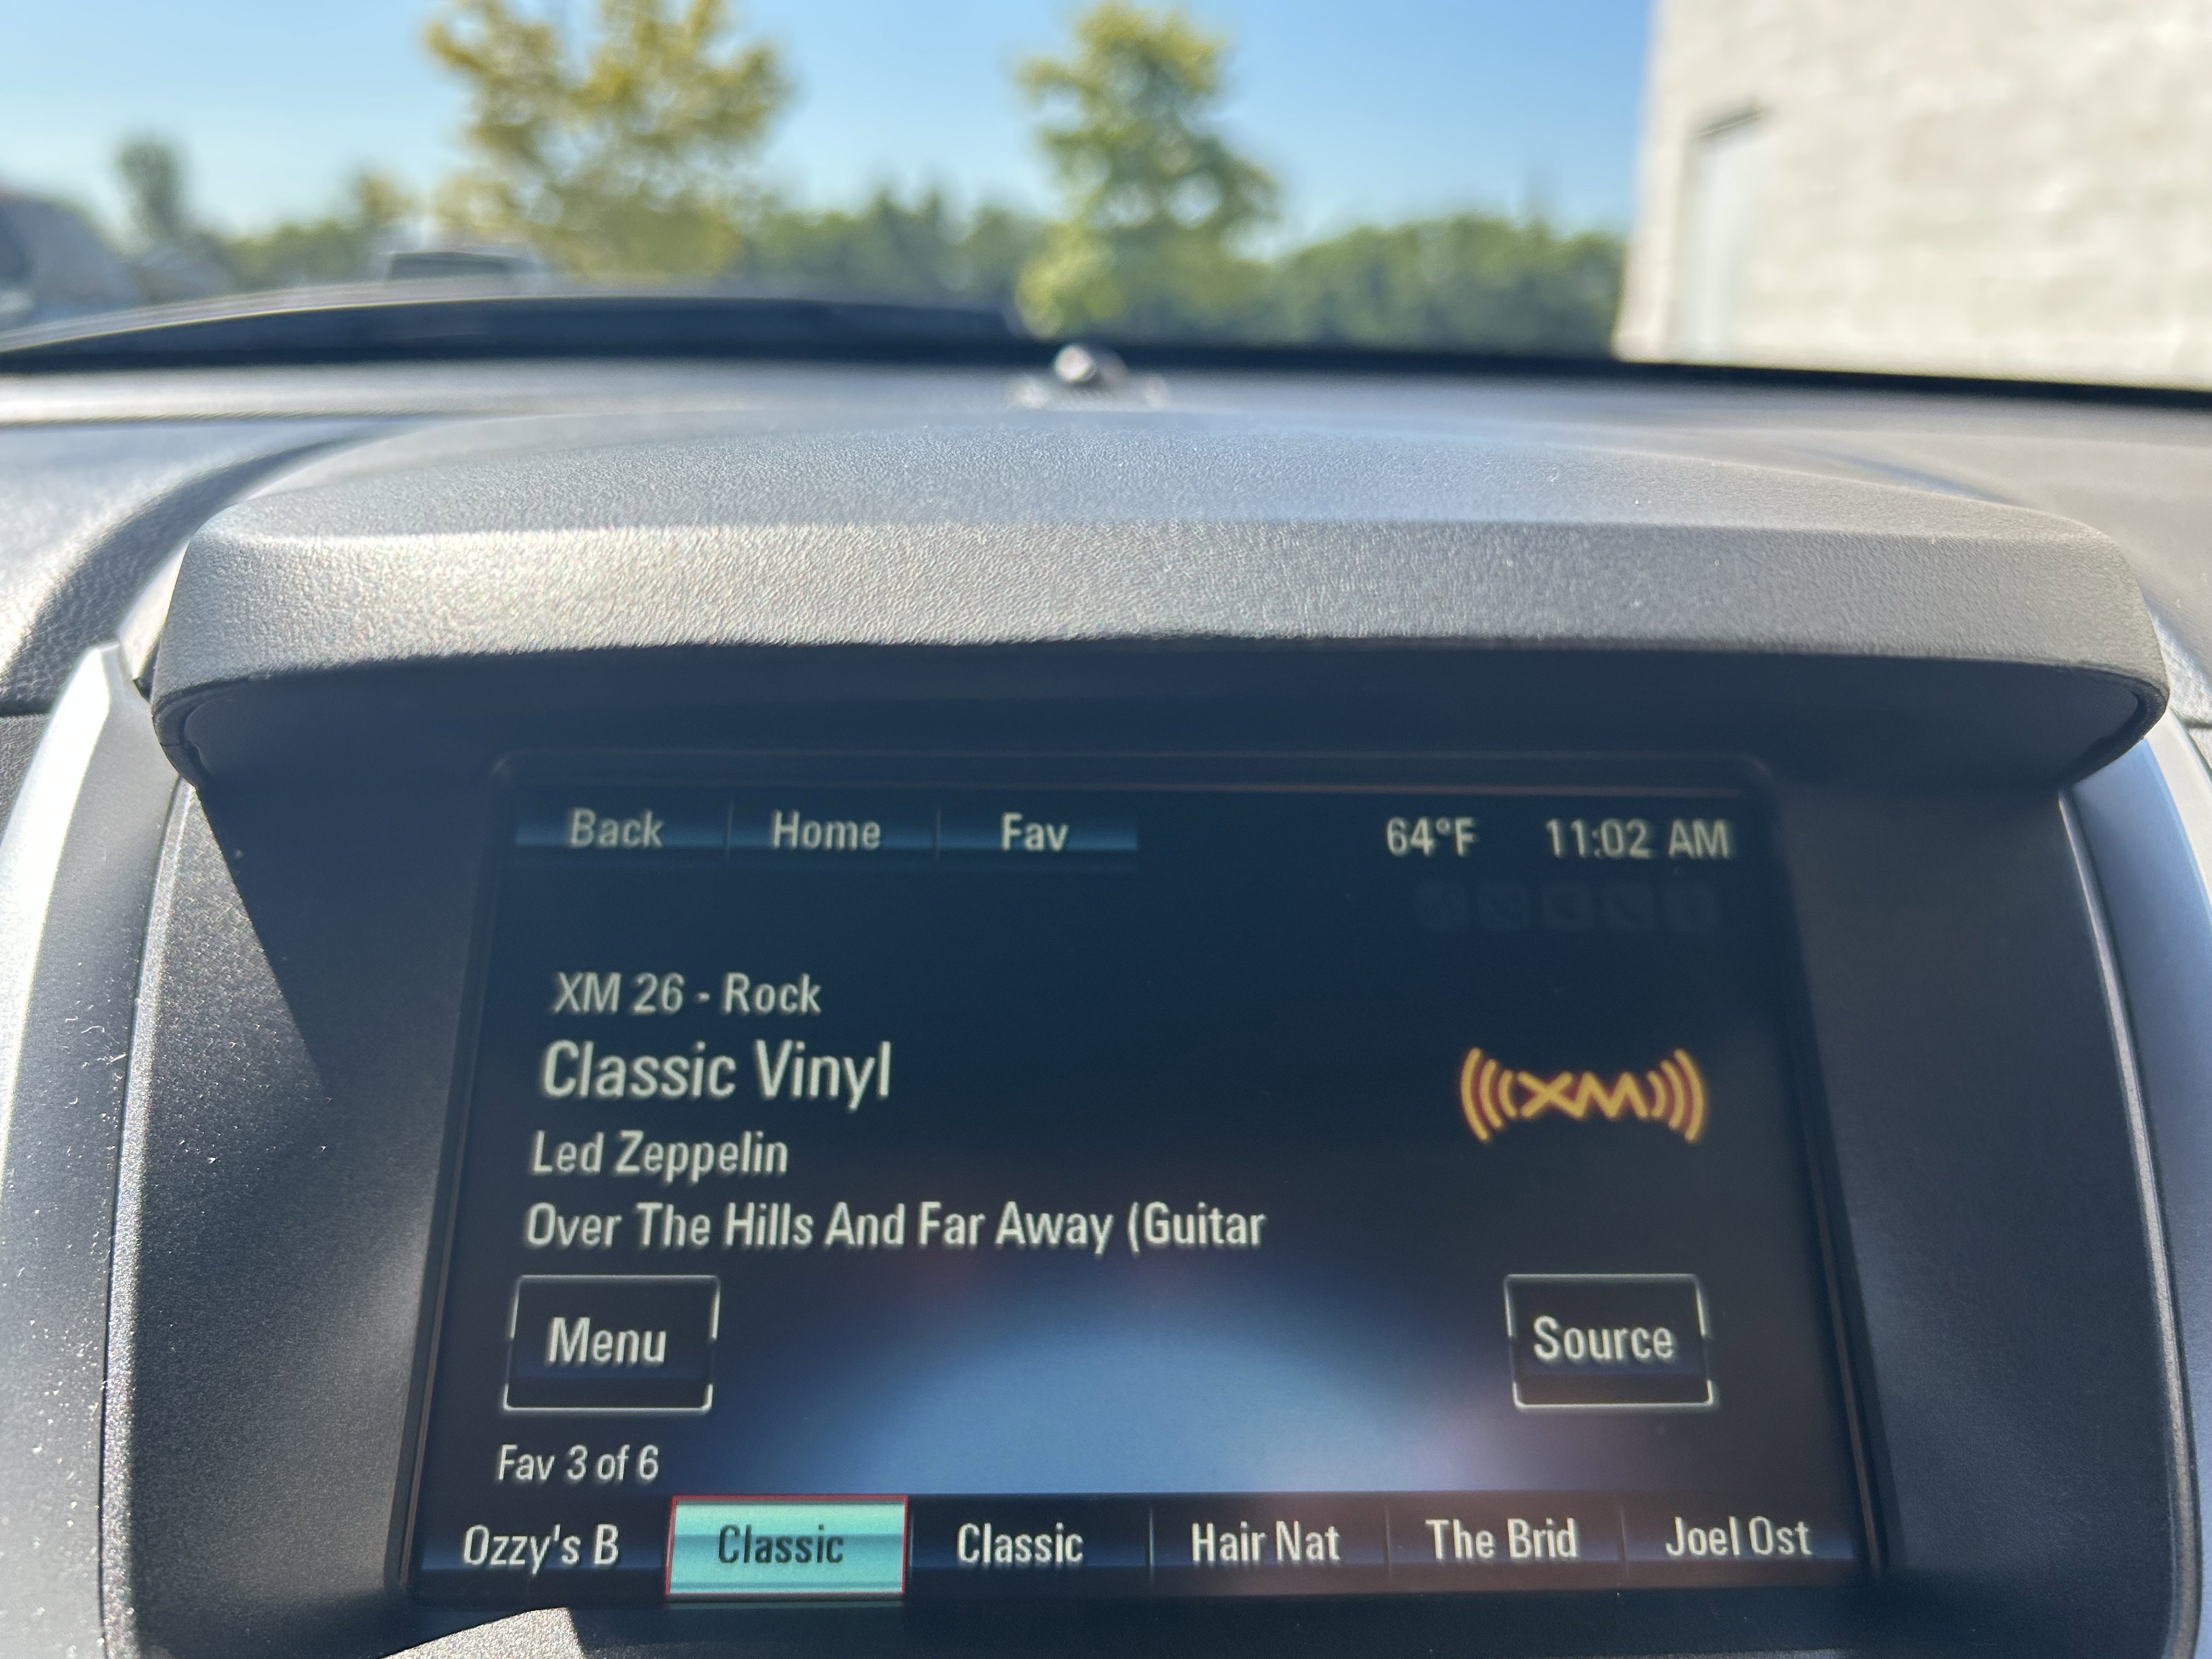 Back Home Fav 64°F 11:02 AM
XM 26 - Rock
Classic Vinyl
XM
Led Zeppelin
Over The Hills And Far Away (Guitar
Menu Source
Fav 3 of 6
Ozzy's B Classic Classic Hair Nat The Brid Joel Ost